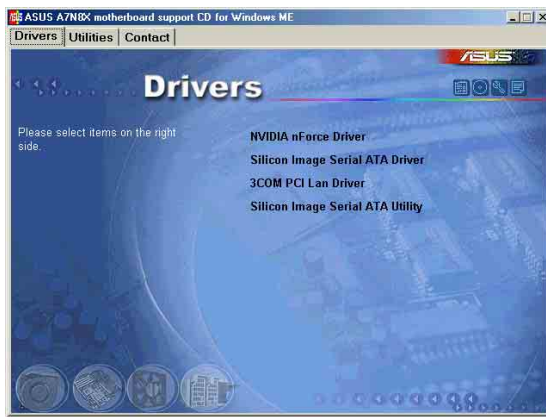 ASUS A7N8X motherboard support CD for Windows ME
Drivers Utilities Contact
ASUS
Drivers
Please select items on the right
side.
NVIDIA nForce Driver
Silicon Image Serial ATA Driver
3COM PCI Lan Driver
Silicon Image Serial ATA Utility